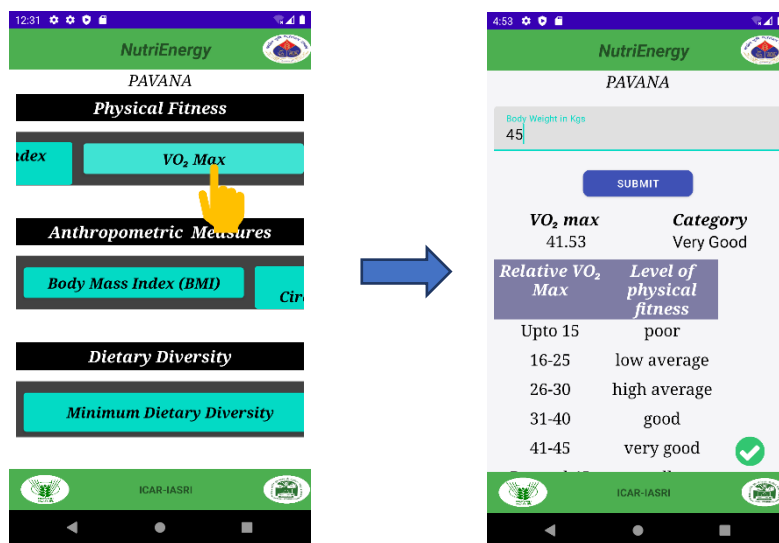 12:31
NutriEnergy
PAVANA
Physical Fitness
ndex
VO₂ Max
Anthropometric Measures
Body Mass Index (BMI)
Cir
Dietary Diversity
Minimum Dietary Diversity
ICAR-IASRI
4:53
NutriEnergy
PAVANA
Body Weight in Kgs
45
SUBMIT
VO₂ max Category
41.53 Very Good
Relative VO₂ Level of
Max physical
fitness
Upto 15 poor
16-25 low average
26-30 high average
31-40 good
41-45 very good
ICAR-IASRI